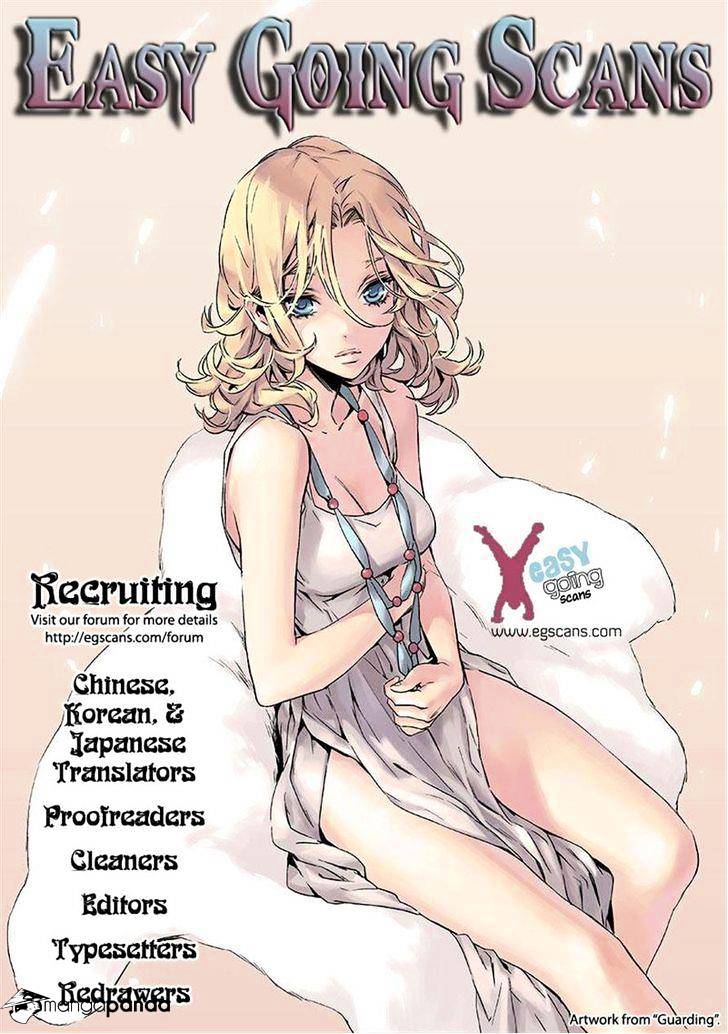 Easy Going Scans
Recruiting
Visit our forum for more details
http://egscans.com/forum
Chinese,
Korean, &
Japanese
Translators
Proofreaders
Cleaners
Editors
Typesetters
Redrawers
easy
going
scans
www.egscans.com
mangapanda
Artwork from "Guarding".